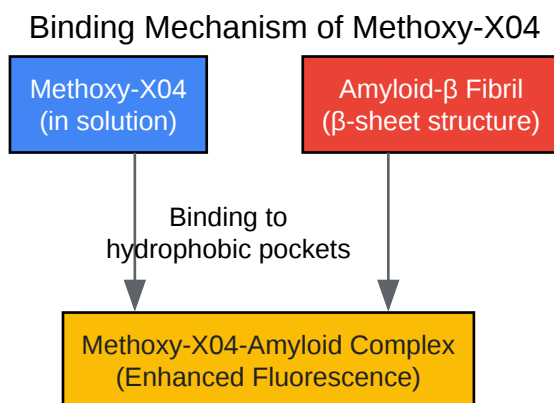 Binding Mechanism of Methoxy-X04
Methoxy-X04
(in solution)
Amyloid-β Fibril
(β-sheet structure)
Binding to
hydrophobic pockets
Methoxy-X04-Amyloid Complex
(Enhanced Fluorescence)